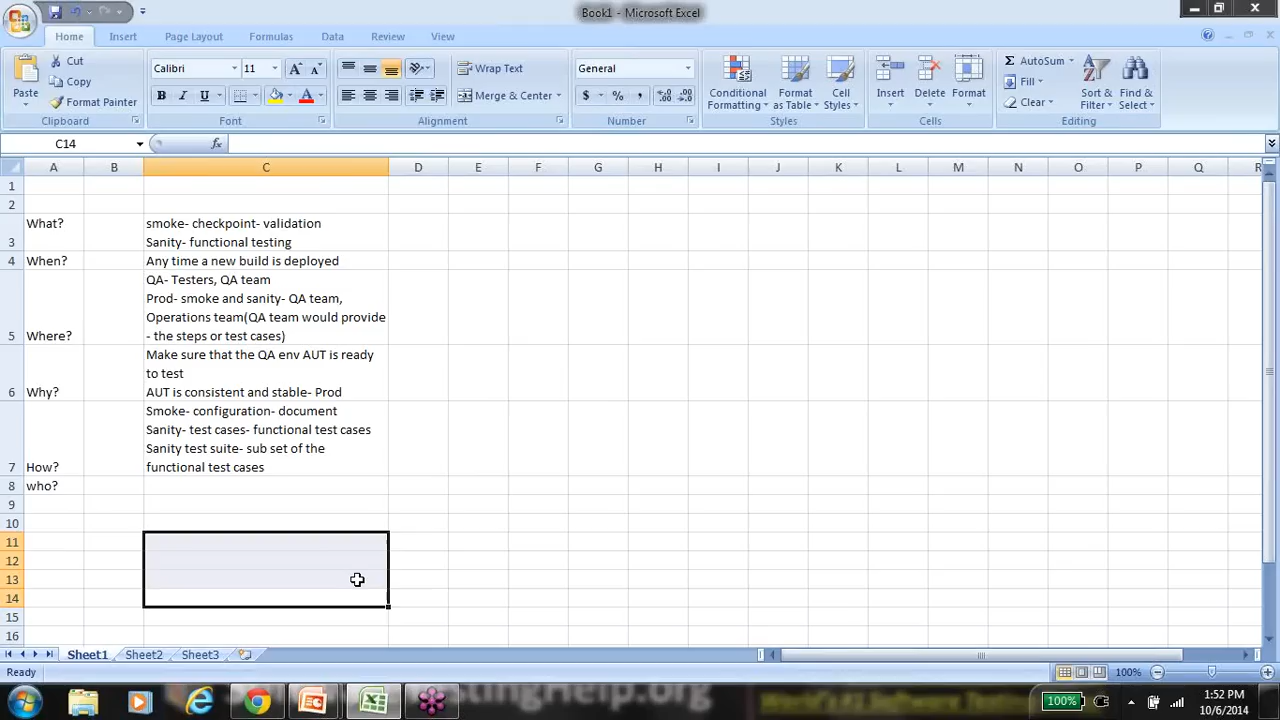 Book1 - Microsoft Excel
Home Insert Page Layout Formulas Data Review View
Paste Cut Copy Format Painter Clipboard
Calibri 11 B I U A Font
Wrap Text Merge & Center Alignment
General $ % , Number
Conditional Formatting Format as Table Cell Styles Styles
Insert Delete Format Cells
Σ AutoSum Fill Clear Sort & Filter Find & Select Editing
C14 fx
A B C D E F G H I J K L M N O P Q R
1
2
What? smoke- checkpoint- validation
3 Sanity- functional testing
4 When? Any time a new build is deployed
QA- Testers, QA team
Prod- smoke and sanity- QA team,
Operations team(QA team would provide
5 Where? - the steps or test cases)
Make sure that the QA env AUT is ready
to test
6 Why? AUT is consistent and stable- Prod
Smoke- configuration- document
Sanity- test cases- functional test cases
Sanity test suite- sub set of the
7 How? functional test cases
8 who?
9
10
11
12
13
14
15
16
Sheet1 Sheet2 Sheet3
Ready 100%
100% 1:52 PM
10/6/2014